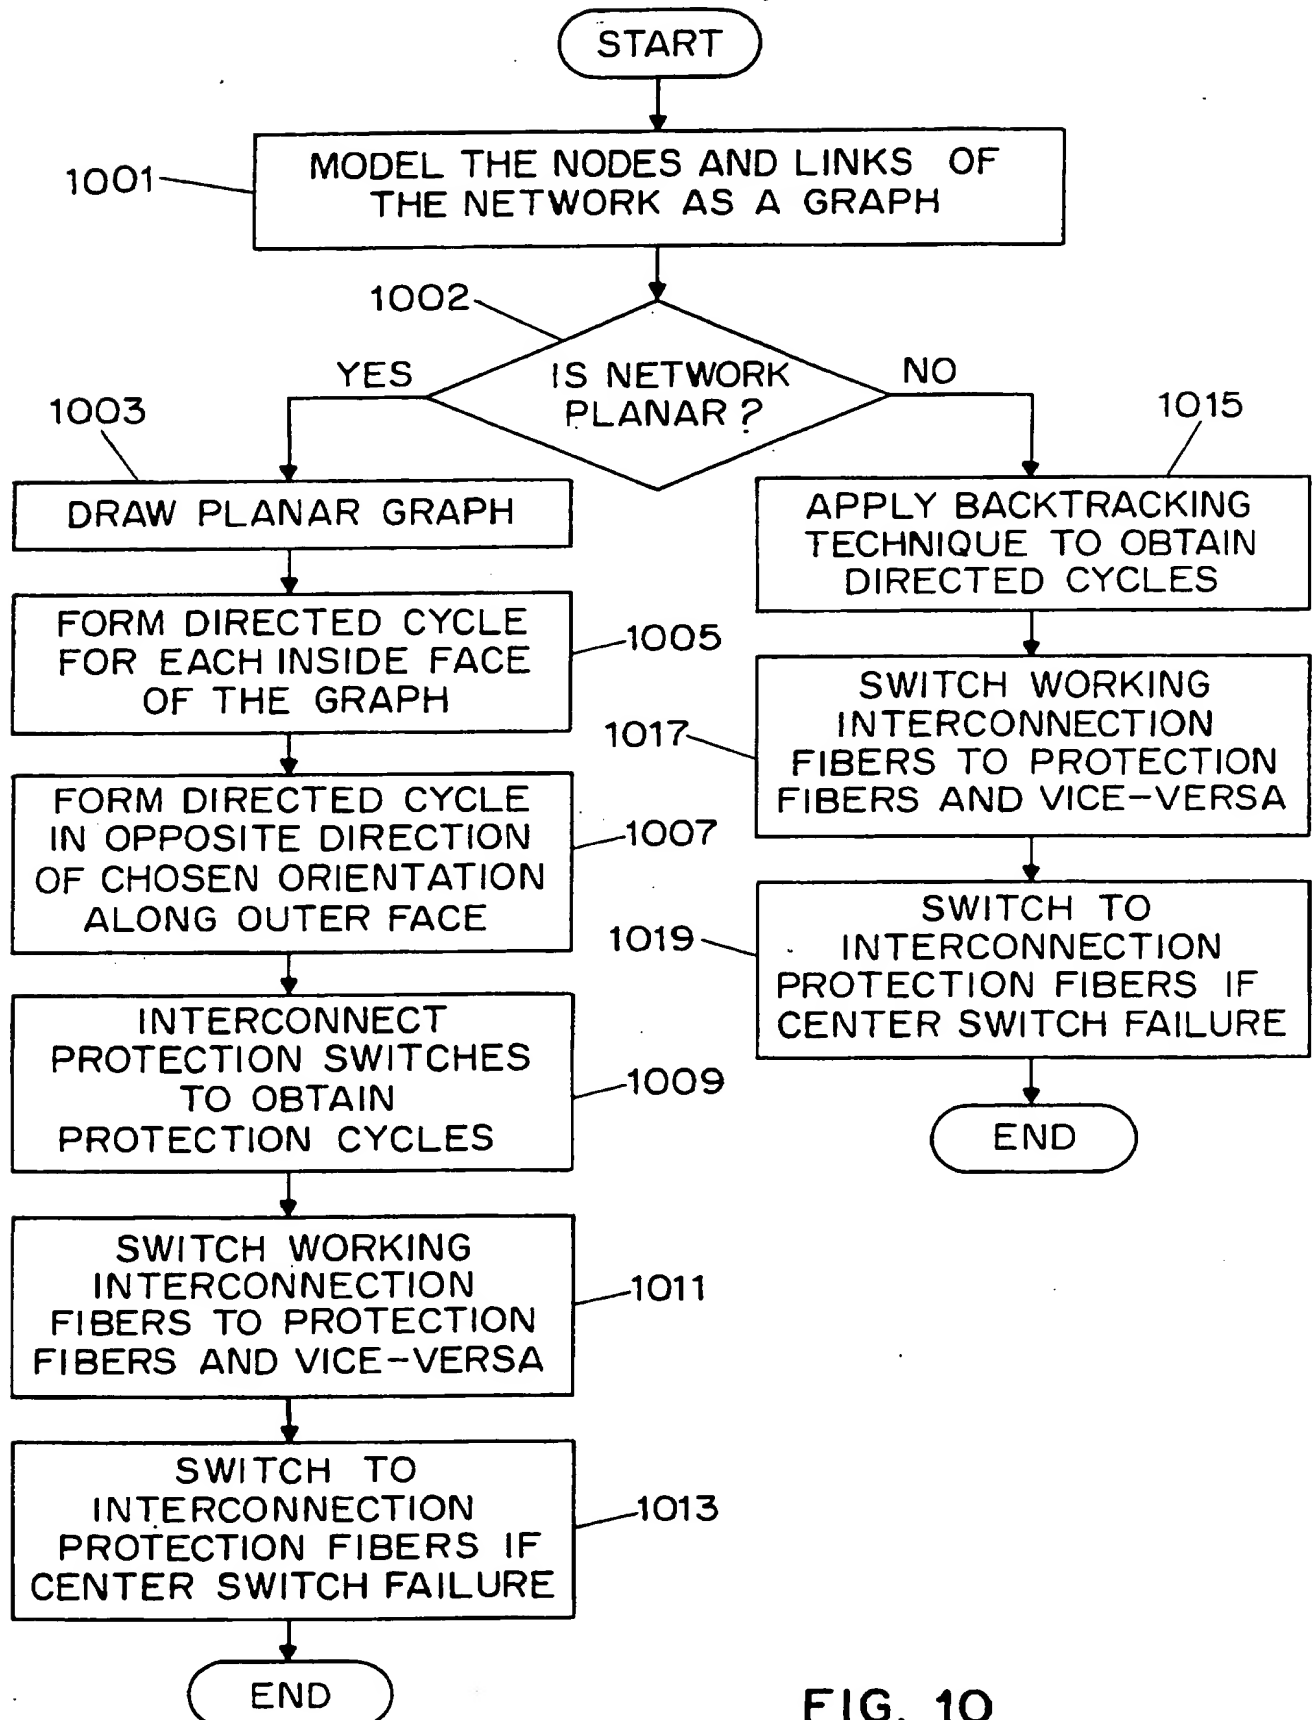 START
1001
MODEL THE NODES AND LINKS OF
THE NETWORK AS A GRAPH
1002
IS NETWORK
PLANAR?
YES
NO
1003
DRAW PLANAR GRAPH
FORM DIRECTED CYCLE
FOR EACH INSIDE FACE
OF THE GRAPH
1005
FORM DIRECTED CYCLE
IN OPPOSITE DIRECTION
OF CHOSEN ORIENTATION
ALONG OUTER FACE
1007
INTERCONNECT
PROTECTION SWITCHES
TO OBTAIN
PROTECTION CYCLES
1009
SWITCH WORKING
INTERCONNECTION
FIBERS TO PROTECTION
FIBERS AND VICE-VERSA
1011
SWITCH TO
INTERCONNECTION
PROTECTION FIBERS IF
CENTER SWITCH FAILURE
1013
END
1015
APPLY BACKTRACKING
TECHNIQUE TO OBTAIN
DIRECTED CYCLES
1017
SWITCH WORKING
INTERCONNECTION
FIBERS TO PROTECTION
FIBERS AND VICE-VERSA
1019
SWITCH TO
INTERCONNECTION
PROTECTION FIBERS IF
CENTER SWITCH FAILURE
END
FIG. 10